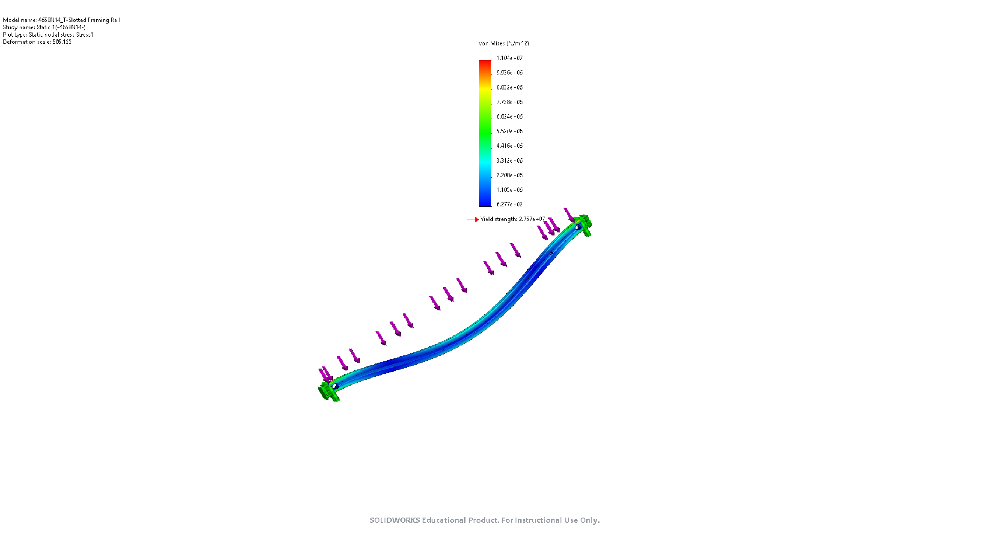 Model name: 4658N14_T-Slotted Framing Rail
Study name: Static 1(-4658N14-)
Plot type: Static nodal stress Stress1
Deformation scale: 505.123
von Mises (N/m^2)
1.104e+07
9.936e+06
8.832e+06
7.728e+06
6.624e+06
5.520e+06
4.416e+06
3.312e+06
2.208e+06
1.105e+06
6.277e+02
Yield strength: 2.757e+07
SOLIDWORKS Educational Product. For Instructional Use Only.